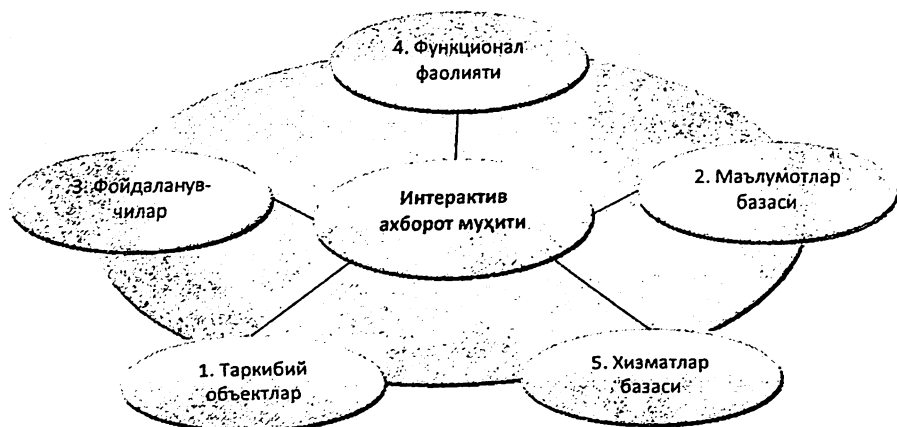 4. Функционал
фаолияти
3. Фойдаланув-
чилар
Интерактив
ахборот муҳити
2. Маълумотлар
базаси
1. Таркибий
объектлар
5. Хизматлар
базаси